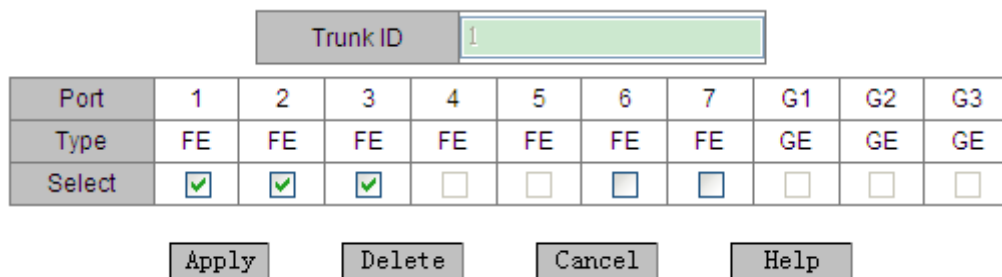 Trunk ID 1
Port 1 2 3 4 5 6 7 G1 G2 G3
Type FE FE FE FE FE FE FE GE GE GE
Select
Apply Delete Cancel Help